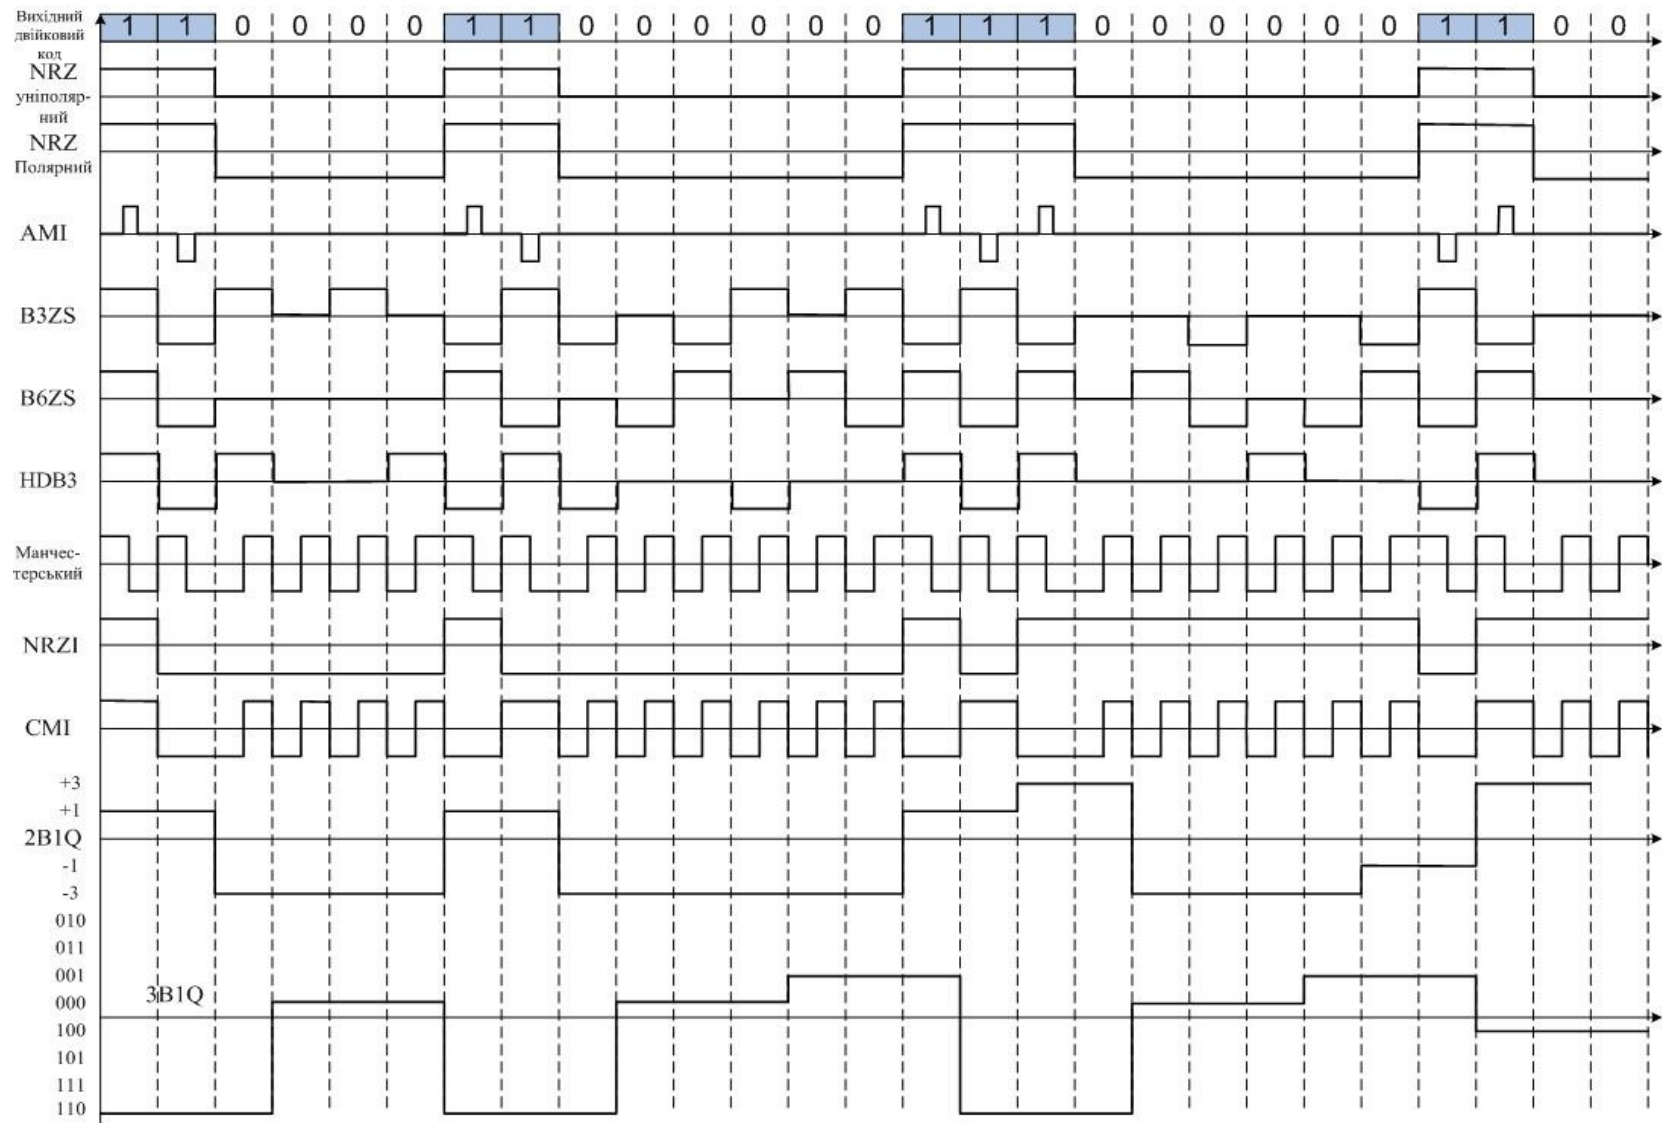 Вихідний
двійковий
код
1 1 0 0 0 0 1 1 0 0 0 0 0 0 1 1 1 0 0 0 0 0 0 1 1 0 0
NRZ
уніполяр-
ний
NRZ
Полярний
AMI
B3ZS
B6ZS
HDB3
Манчес-
терський
NRZI
CMI
+3
+1
2B1Q
-1
-3
010
011
001
3B1Q
000
100
101
111
110